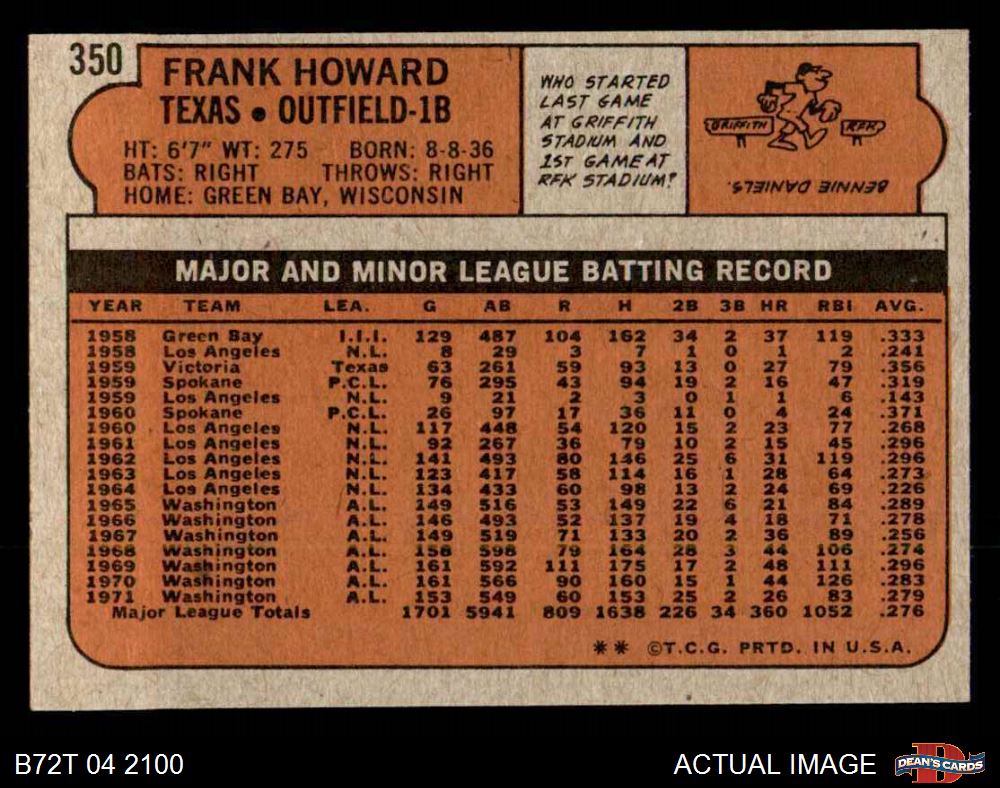 350
FRANK HOWARD
TEXAS • OUTFIELD-1B
HT: 6'7" WT: 275 BORN: 8-8-36
BATS: RIGHT THROWS: RIGHT
HOME: GREEN BAY, WISCONSIN
WHO STARTED
LAST GAME
AT GRIFFITH
STADIUM AND
1ST GAME AT
RFK STADIUM?
GRIFFITH
RFK
BENNIE DANIELS.
MAJOR AND MINOR LEAGUE BATTING RECORD
YEAR TEAM LEA. G AB R H 2B 3B HR RBI AVG.
1958 Green Bay I.I.I. 129 487 104 162 34 2 37 119 .333
1958 Los Angeles N.L. 8 29 3 7 1 0 1 2 .241
1959 Victoria Texas 63 261 59 93 13 0 27 79 .356
1959 Spokane P.C.L. 76 295 43 94 19 2 16 47 .319
1959 Los Angeles N.L. 9 21 2 3 0 1 1 6 .143
1960 Spokane P.C.L. 26 97 17 36 11 0 4 24 .371
1960 Los Angeles N.L. 117 448 54 120 15 2 23 77 .268
1961 Los Angeles N.L. 92 267 36 79 10 2 15 45 .296
1962 Los Angeles N.L. 141 493 80 146 25 6 31 119 .296
1963 Los Angeles N.L. 123 417 58 114 16 1 28 64 .273
1964 Los Angeles N.L. 134 433 60 98 13 2 24 69 .226
1965 Washington A.L. 149 516 53 149 22 6 21 84 .289
1966 Washington A.L. 146 493 52 137 19 4 18 71 .278
1967 Washington A.L. 149 519 71 133 20 2 36 89 .256
1968 Washington A.L. 158 598 79 164 28 3 44 106 .274
1969 Washington A.L. 161 592 111 175 17 2 48 111 .296
1970 Washington A.L. 161 566 90 160 15 1 44 126 .283
1971 Washington A.L. 153 549 60 153 25 2 26 83 .279
Major League Totals 1701 5941 809 1638 226 34 360 1052 .276
** ©T.C.G. PRTD. IN U.S.A.
B72T 04 2100
ACTUAL IMAGE
D
DEAN'S CARDS